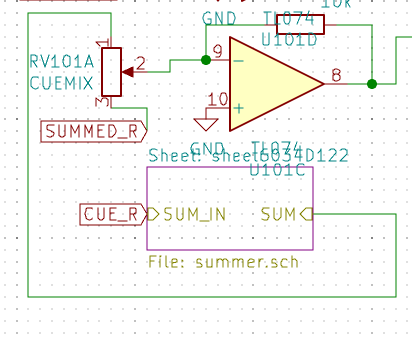 10k
GND
TL074
U101D
RV101A
CUEMIX
1
2
3
9
8
10
SUMMED_R
GND
TL074
U101C
Sheet: sheet6034D122
CUE_R
SUM_IN
SUM
File: summer.sch